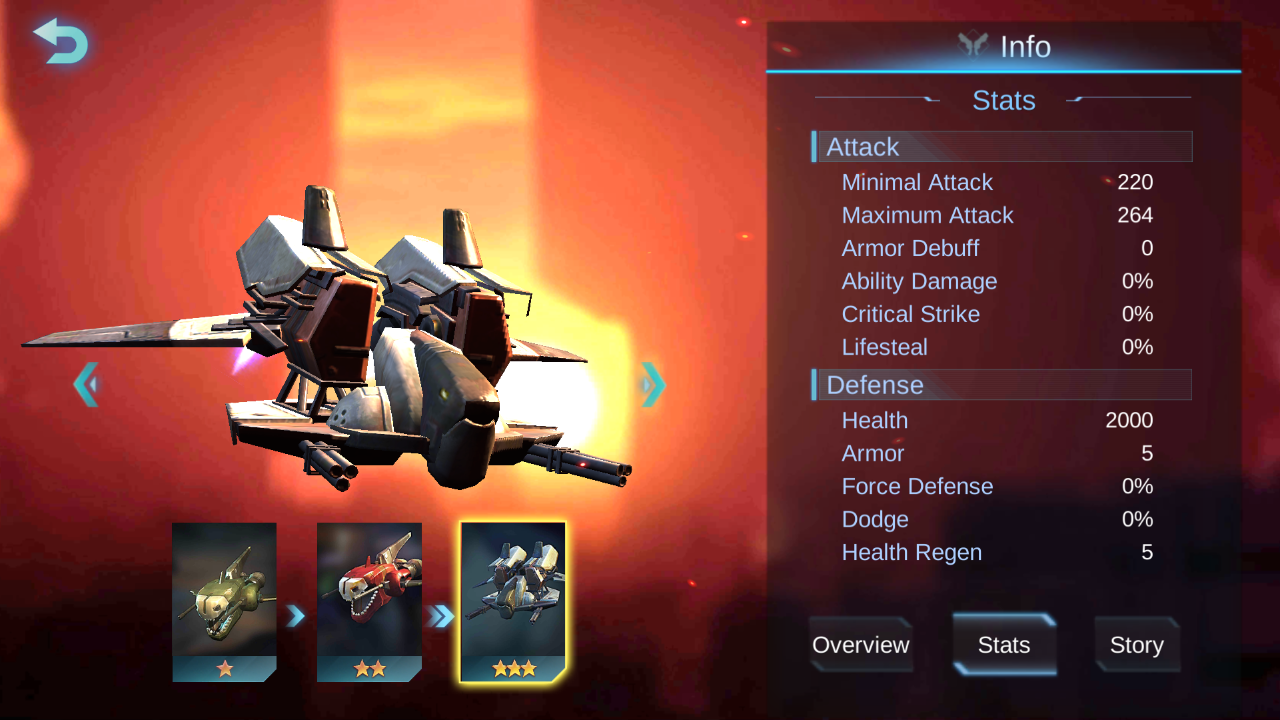 Info
Stats
Attack
Minimal Attack 220
Maximum Attack 264
Armor Debuff 0
Ability Damage 0%
Critical Strike 0%
Lifesteal 0%
Defense
Health 2000
Armor 5
Force Defense 0%
Dodge 0%
Health Regen 5
Overview Stats Story